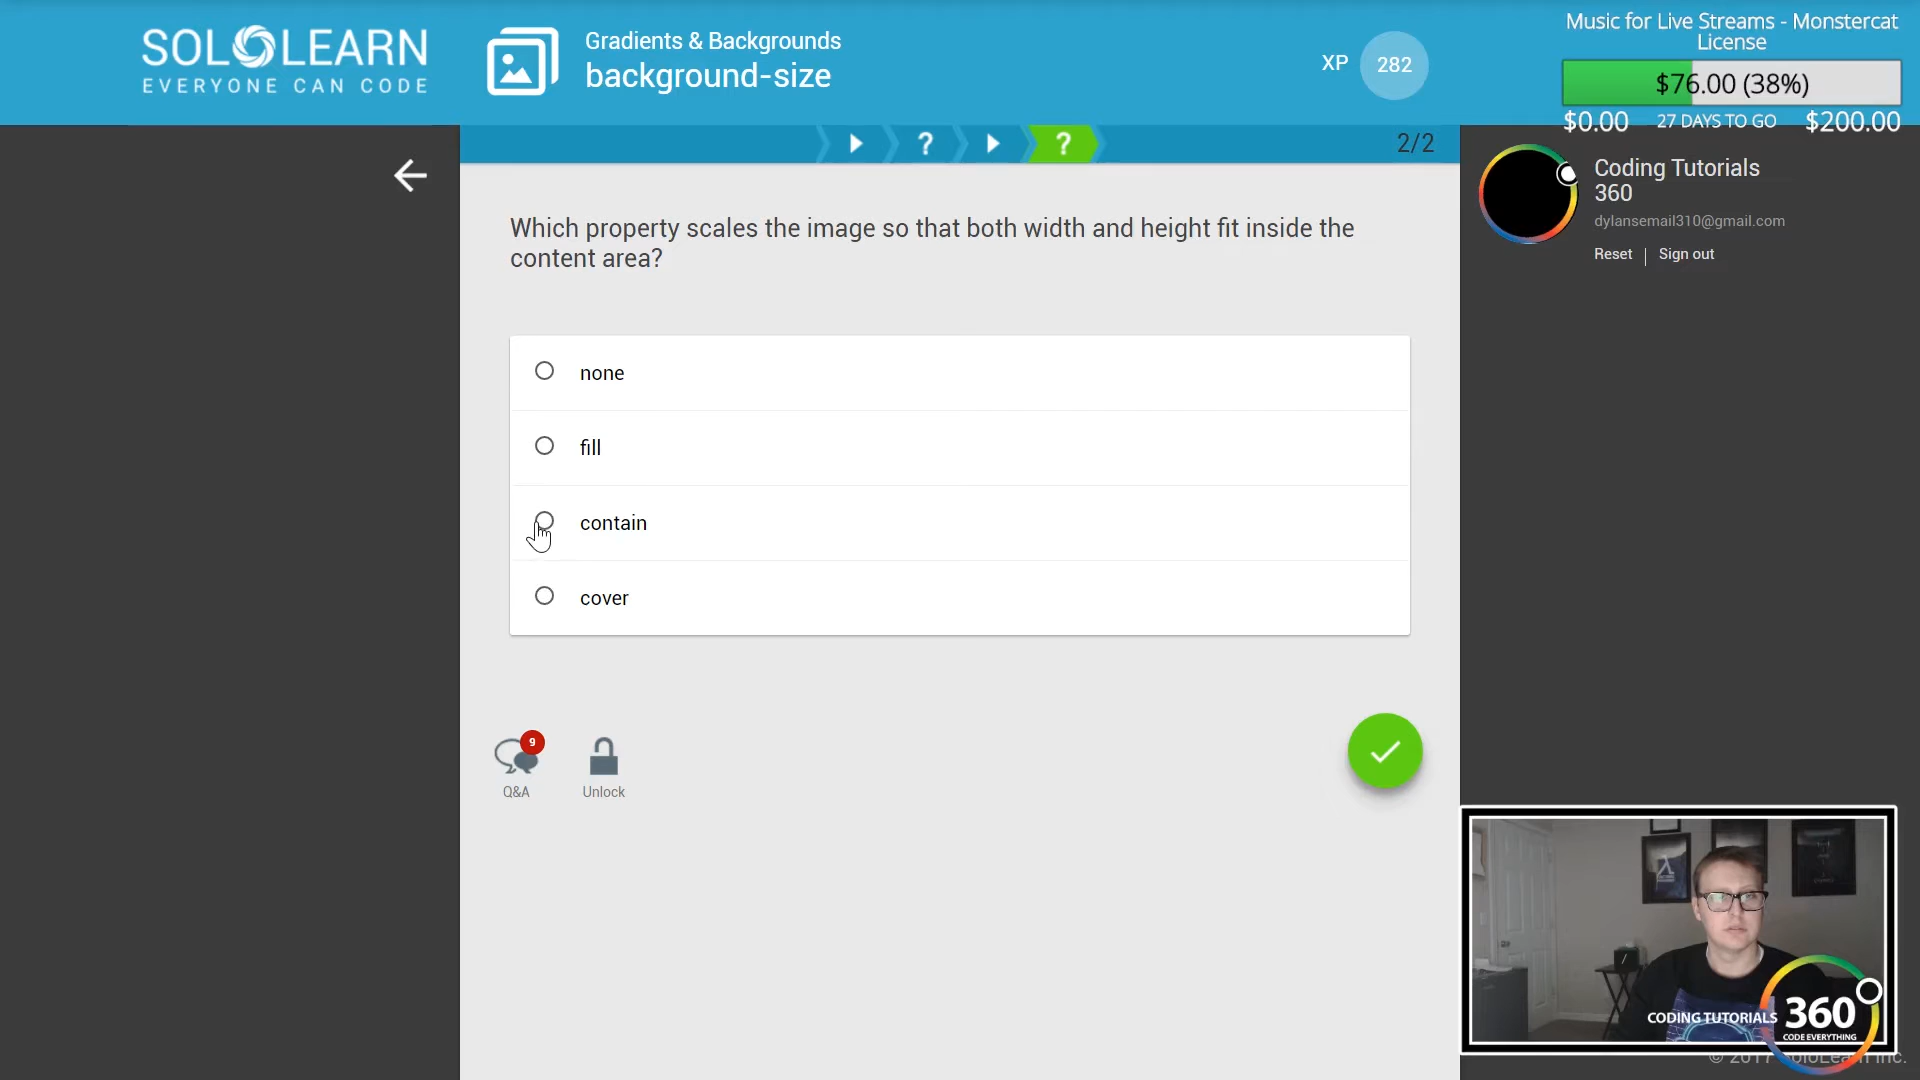 SOLOLEARN
EVERYONE CAN CODE
Gradients & Backgrounds
background-size
XP 282
Music for Live Streams - Monstercat
License
$76.00 (38%)
$0.00 27 DAYS TO GO $200.00
? ? 2/2
Coding Tutorials
360
dylansemail310@gmail.com
Reset | Sign out
Which property scales the image so that both width and height fit inside the
content area?
none
fill
contain
cover
9
Q&A Unlock
CODING TUTORIALS 360
CODE EVERYTHING
© 2017 SoloLearn Inc.